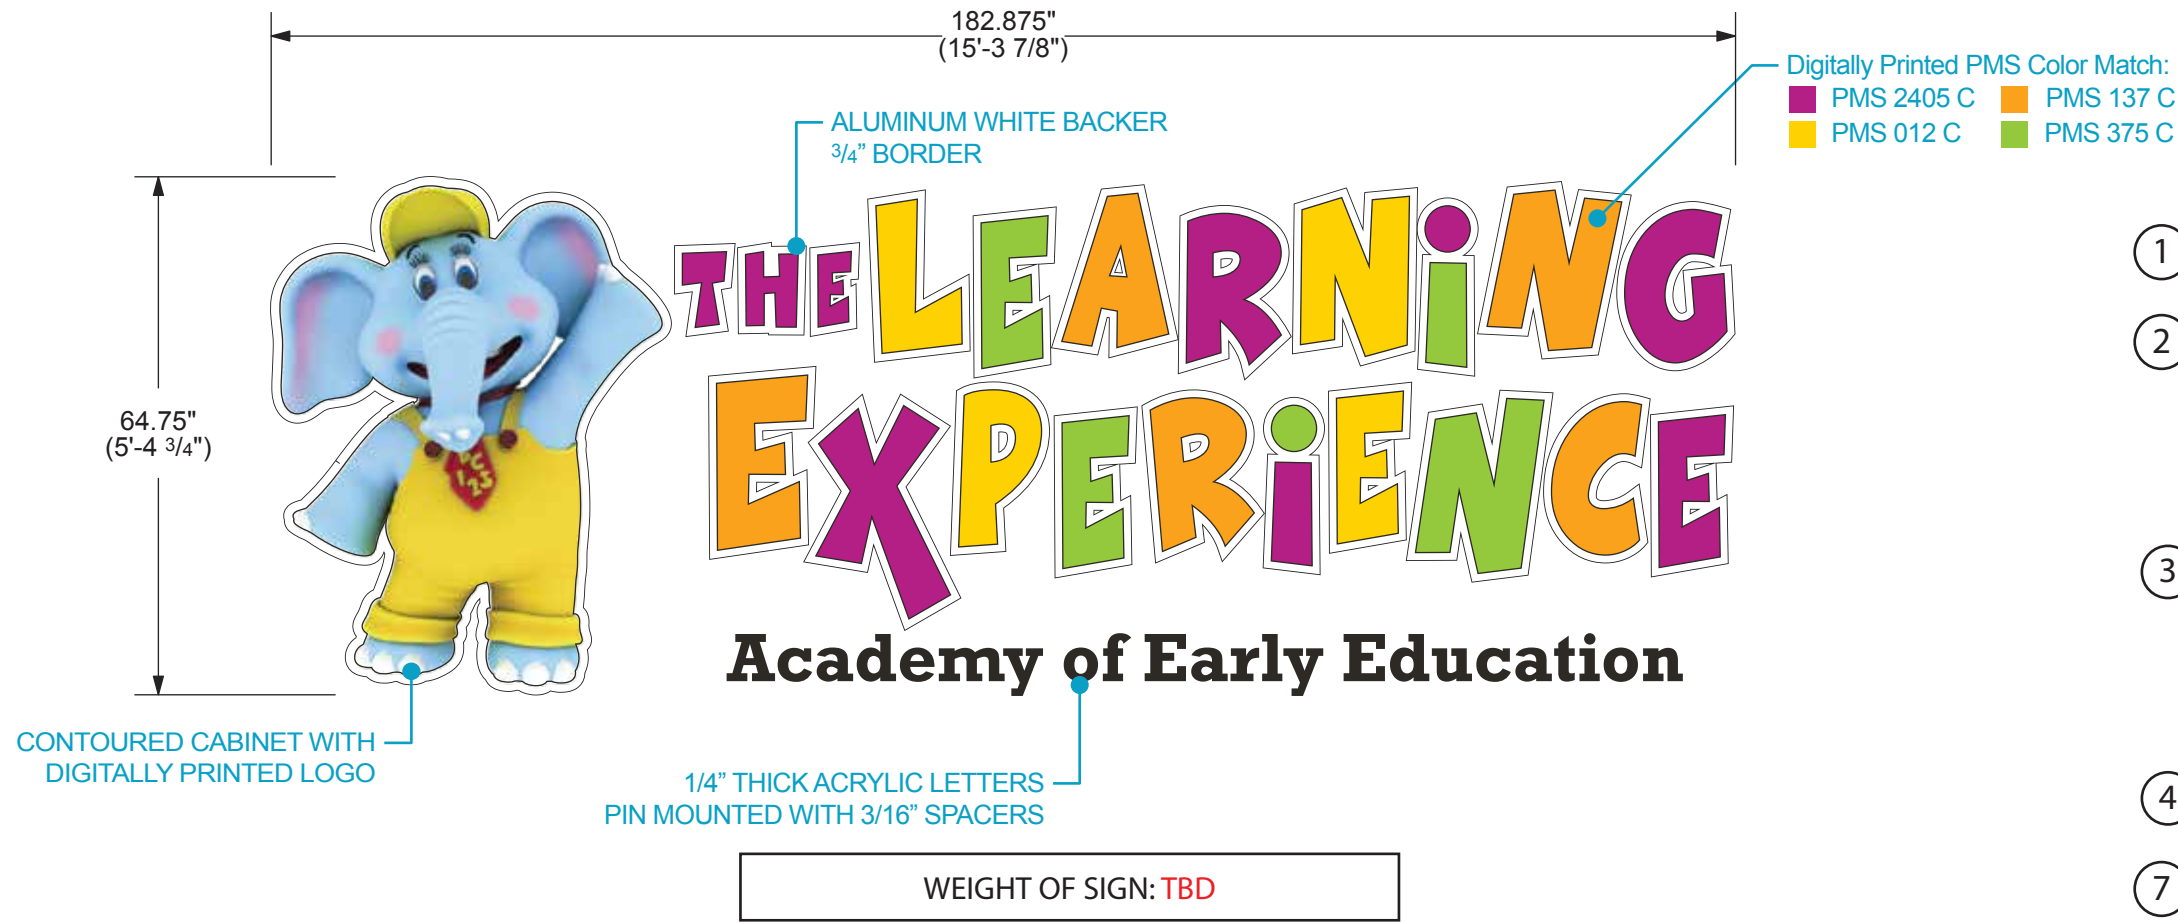 182.875"
(15'-3 7/8")
Digitally Printed PMS Color Match:
PMS 2405 C PMS 137 C
PMS 012 C PMS 375 C
ALUMINUM WHITE BACKER
3/4” BORDER
THE LEARNiNG
EXPERiENCE
Academy of Early Education
64.75"
(5'-4 3/4")
123
CONTOURED CABINET WITH
DIGITALLY PRINTED LOGO
1/4” THICK ACRYLIC LETTERS
PIN MOUNTED WITH 3/16” SPACERS
WEIGHT OF SIGN: TBD
1
2
3
4
7